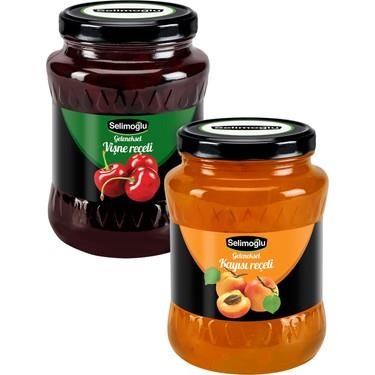 Selimoğlu
Geleneksel
Vişne reçeli
Selimoğlu
Geleneksel
Kayısı reçeli